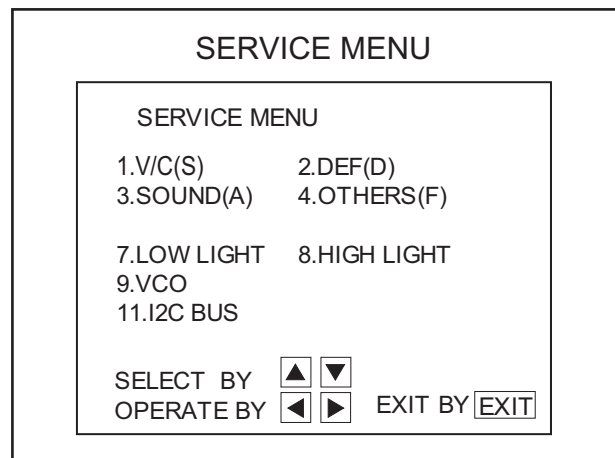 SERVICE MENU
SERVICE MENU
1.V/C(S) 2.DEF(D)
3.SOUND(A) 4.OTHERS(F)
7.LOW LIGHT 8.HIGH LIGHT
9.VCO
11.I2C BUS
SELECT BY ▲ ▼
OPERATE BY ◀ ▶ EXIT BY EXIT